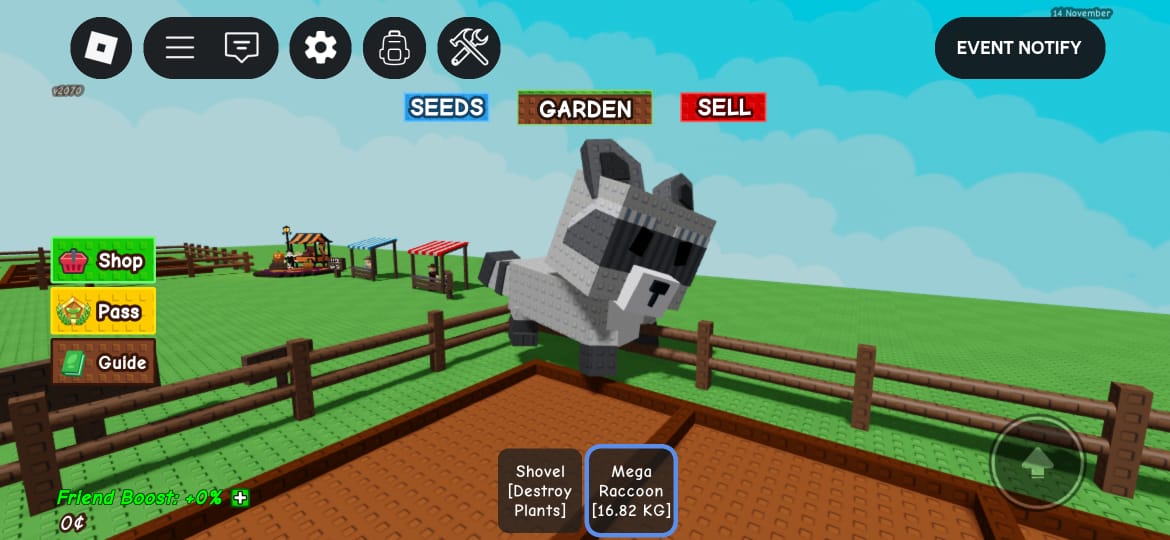 14 November
EVENT NOTIFY
v2070
SEEDS
GARDEN
SELL
Shop
Pass
Guide
Shovel
[Destroy
Plants]
Mega
Raccoon
[16.82 KG]
Friend Boost: +0%
0¢